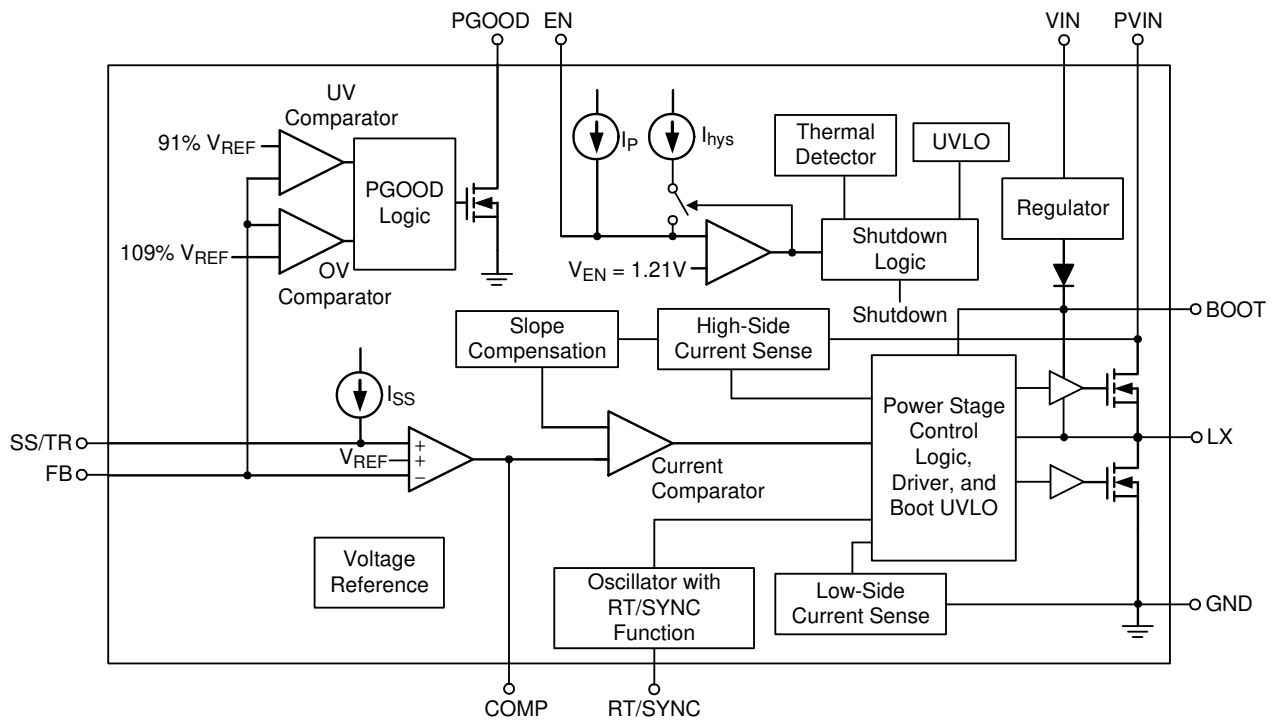 PGOOD EN VIN PVIN
UV
Comparator
91% VREF
PGOOD
Logic
109% VREF
OV
Comparator
IP
Ihys
Thermal
Detector
UVLO
Regulator
Shutdown
Logic
VEN = 1.21V
Shutdown
BOOT
Slope
Compensation
High-Side
Current Sense
ISS
Power Stage
Control
Logic,
Driver, and
Boot UVLO
SS/TR
+
VREF
+
FB
−
Current
Comparator
LX
Voltage
Reference
Oscillator with
RT/SYNC
Function
Low-Side
Current Sense
GND
COMP
RT/SYNC